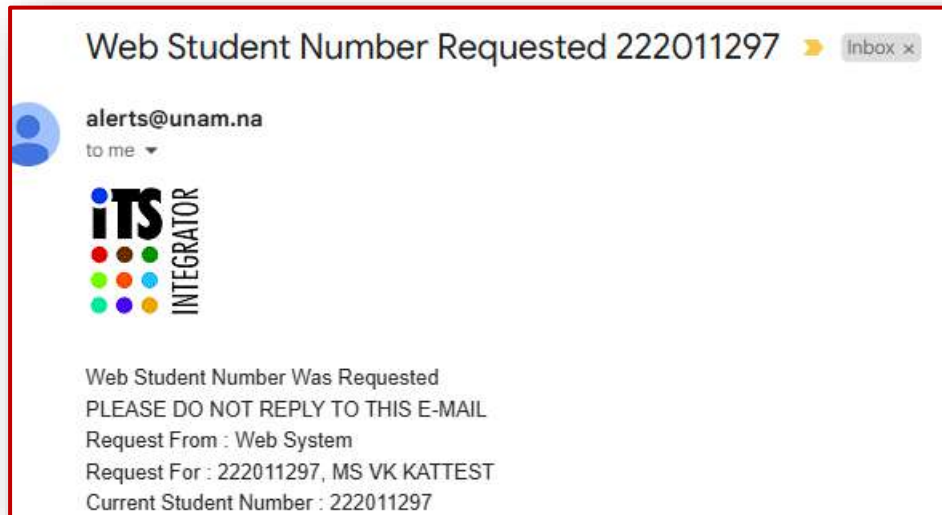 Web Student Number Requested 222011297 Inbox ×
alerts@unam.na
to me
iTS
INTEGRATOR
Web Student Number Was Requested
PLEASE DO NOT REPLY TO THIS E-MAIL
Request From : Web System
Request For : 222011297, MS VK KATTEST
Current Student Number : 222011297